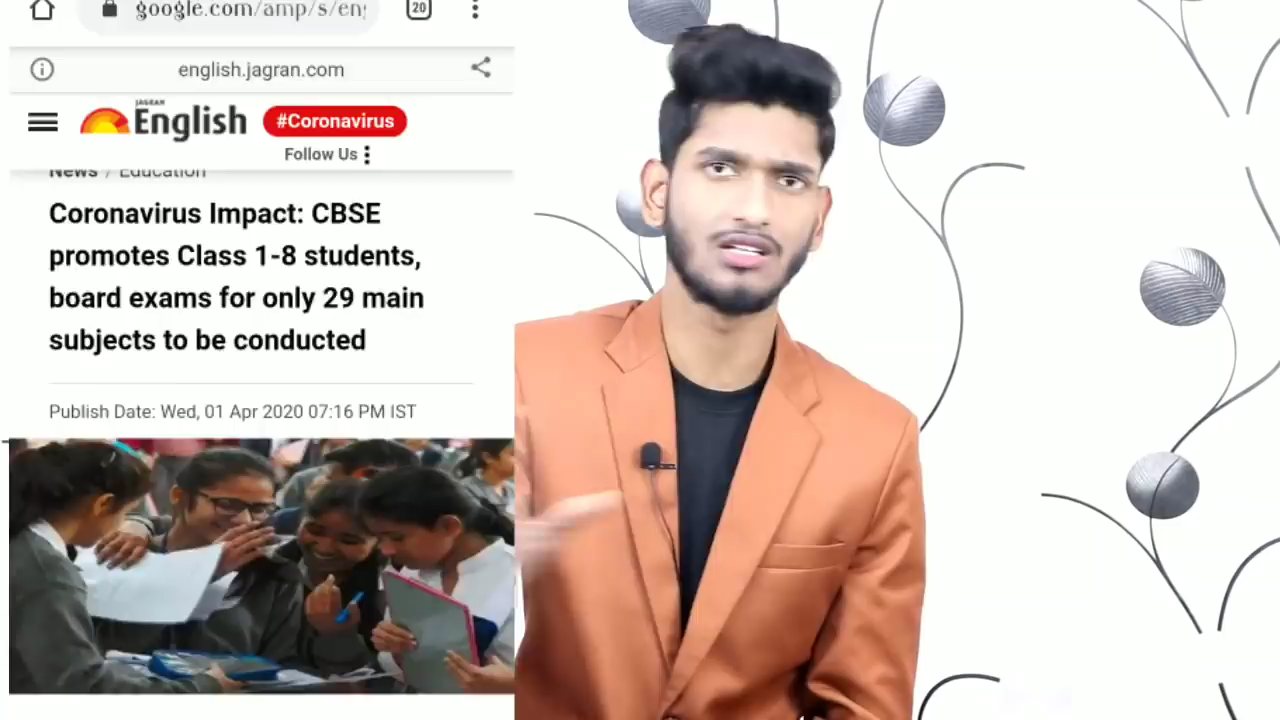 google.com/amp/s/eng
20
english.jagran.com
JAGRAN
English
#Coronavirus
Follow Us
News / Education
Coronavirus Impact: CBSE
promotes Class 1-8 students,
board exams for only 29 main
subjects to be conducted
Publish Date: Wed, 01 Apr 2020 07:16 PM IST